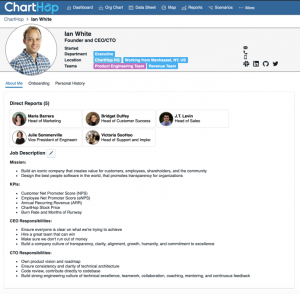 ChartHop
Dashboard
Org Chart
Data Sheet
Map
Reports
Scenarios
More
ChartHop / Ian White
Ian White
Founder and CEO/CTO
Started
Department Executive
Location ChartHop HQ Working from Manhasset, NY, US
Teams Product Engineering Team Revenue Team
About Me Onboarding Personal History
Direct Reports (5)
Maria Barrera
Head of Marketing
Bridget Duffey
Head of Customer Success
J.T. Levin
Head of Sales
Julie Sommerville
Vice President of Engineeri
Victoria SooHoo
Head of Support and Imple
Job Description
Mission:
Build an iconic company that creates value for customers, employees, shareholders, and the community
Design the best people software in the world, that promotes transparency for organizations
KPIs:
Customer Net Promoter Score (NPS)
Employee Net Promoter Score (eNPS)
Annual Recurring Revenue (ARR)
ChartHop Stock Price
Burn Rate and Months of Runway
CEO Responsibilities:
Ensure everyone is clear on what we're trying to achieve
Hire a great team that can win
Make sure we don't run out of money
Build a company culture of transparency, clarity, alignment, growth, humanity, and commitment to excellence
CTO Responsibilities:
Own product vision and roadmap
Ensure consistency and clarity of technical architecture
Code review, contribute directly to codebase
Build strong engineering culture of technical excellence, teamwork, collaboration, coaching, mentoring, and continuous feedback